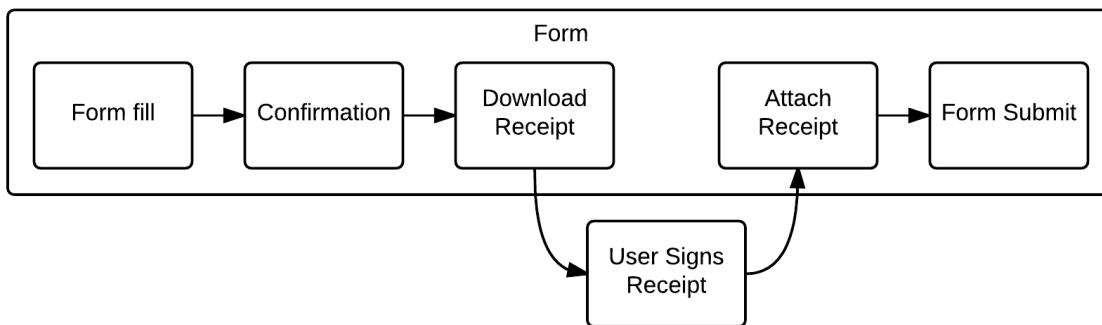 Form
Form fill
Confirmation
Download
Receipt
Attach
Receipt
Form Submit
User Signs
Receipt